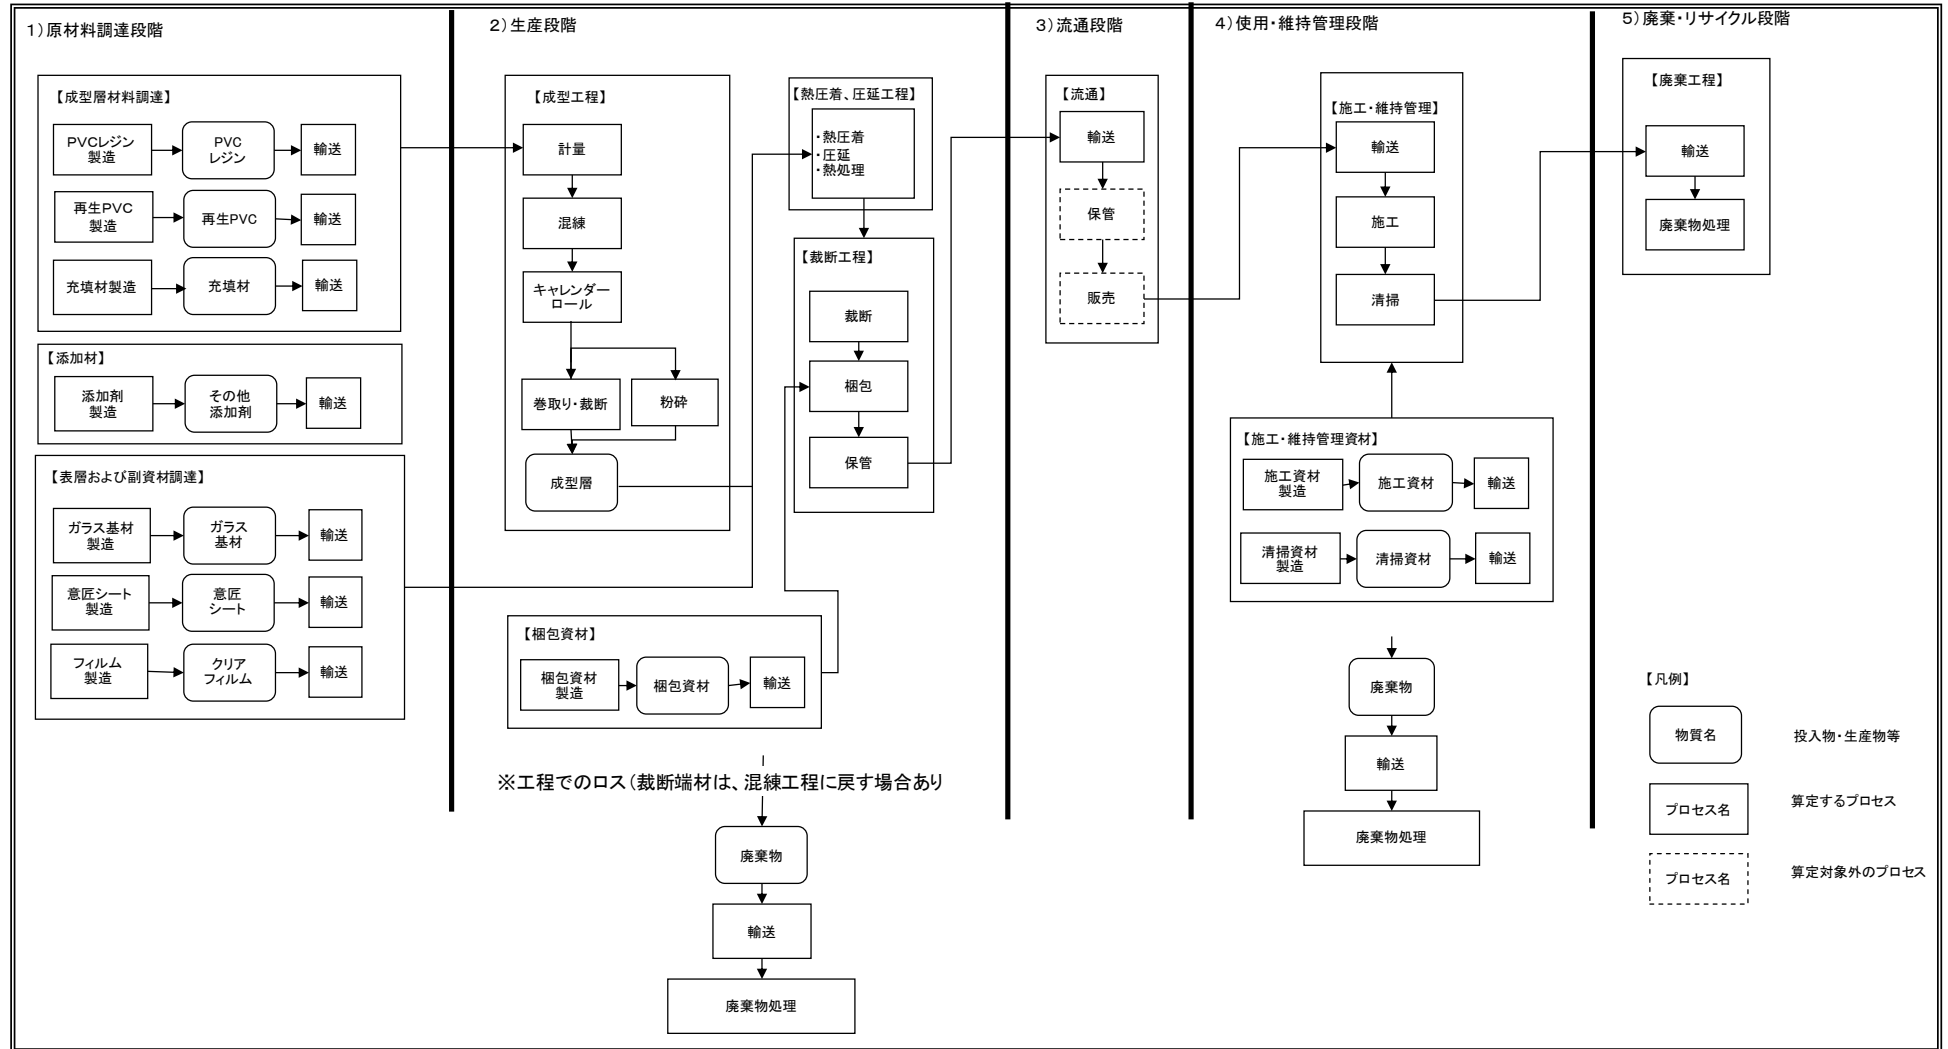 1)原材料調達段階
【成型層材料調達】
PVCレジン
製造
PVC
レジン
輸送
再生PVC
製造
再生PVC
輸送
充填材製造
充填材
輸送
【添加材】
添加剤
製造
その他
添加剤
輸送
【表層および副資材調達】
ガラス基材
製造
ガラス
基材
輸送
意匠シート
製造
意匠
シート
輸送
フィルム
製造
クリア
フィルム
輸送
2)生産段階
【成型工程】
計量
混練
キャレンダー
ロール
巻取り・裁断
粉砕
成型層
【熱圧着、圧延工程】
・熱圧着
・圧延
・熱処理
【裁断工程】
裁断
梱包
保管
【梱包資材】
梱包資材
製造
梱包資材
輸送
※工程でのロス(裁断端材は、混練工程に戻す場合あり
廃棄物
輸送
廃棄物処理
3)流通段階
【流通】
輸送
保管
販売
4)使用・維持管理段階
【施工・維持管理】
輸送
施工
清掃
【施工・維持管理資材】
施工資材
製造
施工資材
輸送
清掃資材
製造
清掃資材
輸送
廃棄物
輸送
廃棄物処理
5)廃棄・リサイクル段階
【廃棄工程】
輸送
廃棄物処理
【凡例】
物質名
投入物・生産物等
プロセス名
算定するプロセス
プロセス名
算定対象外のプロセス